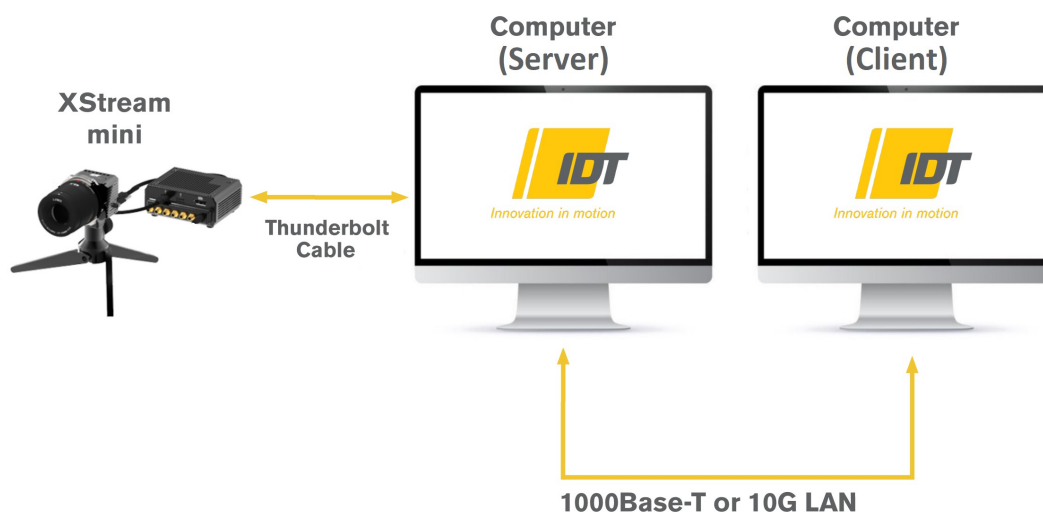 Computer
(Server)
Computer
(Client)
XStream
mini
IDT
Innovation in motion
IDT
Innovation in motion
Thunderbolt
Cable
1000Base-T or 10G LAN